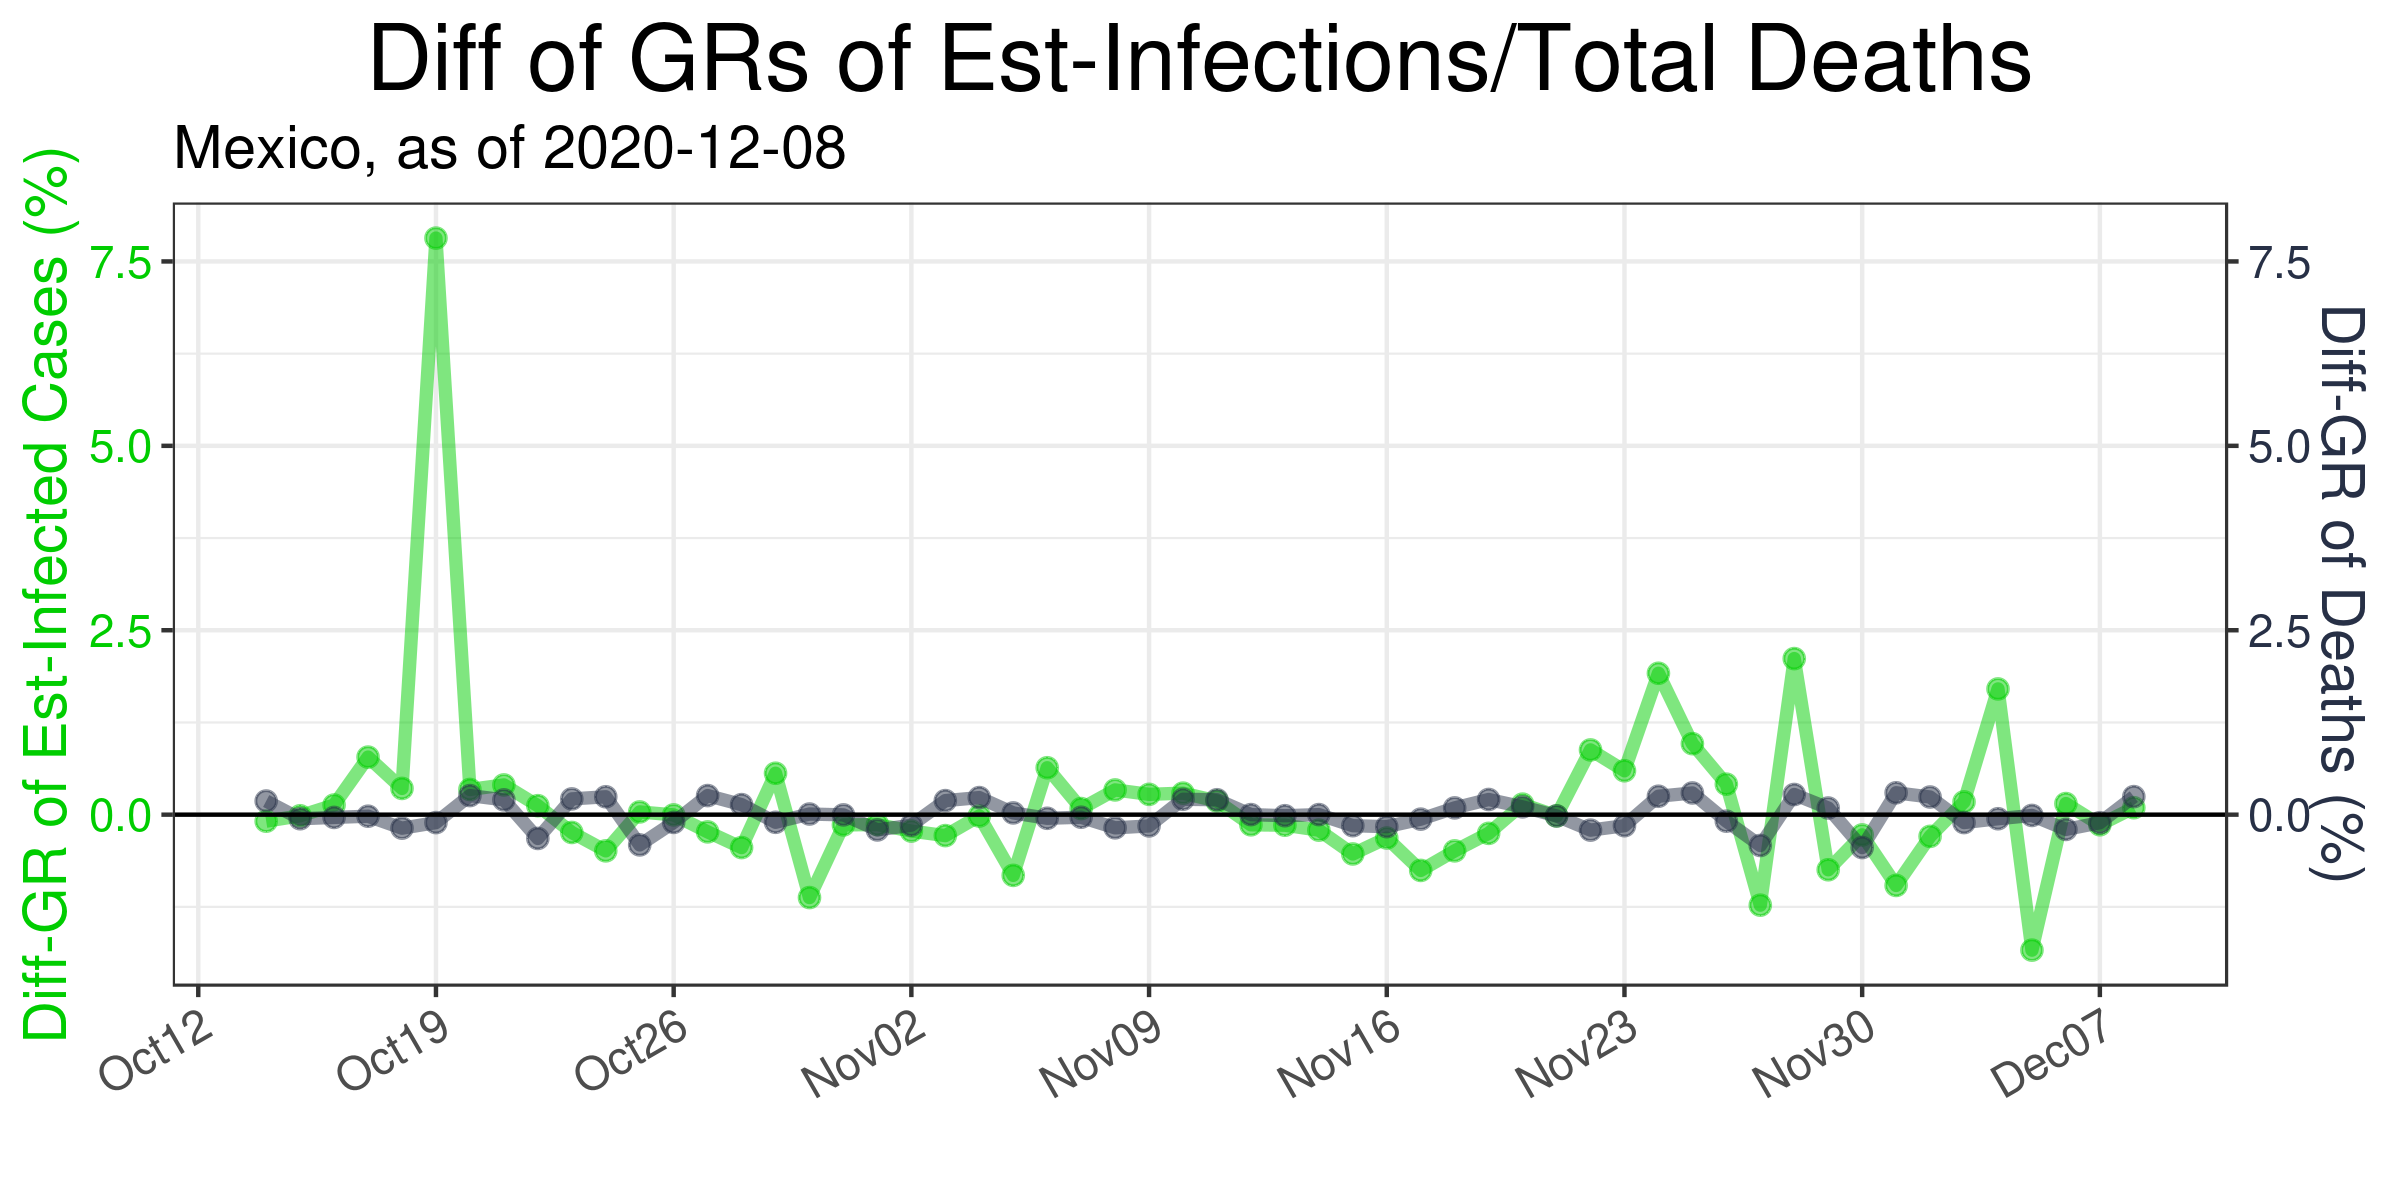 Diff of GRs of Est-Infections/Total Deaths
Mexico, as of 2020-12-08
Diff-GR of Est-Infected Cases (%)
7.5
5.0
2.5
0.0
7.5
5.0
2.5
0.0
Diff-GR of Deaths (%)
Oct12
Oct19
Oct26
Nov02
Nov09
Nov16
Nov23
Nov30
Dec07